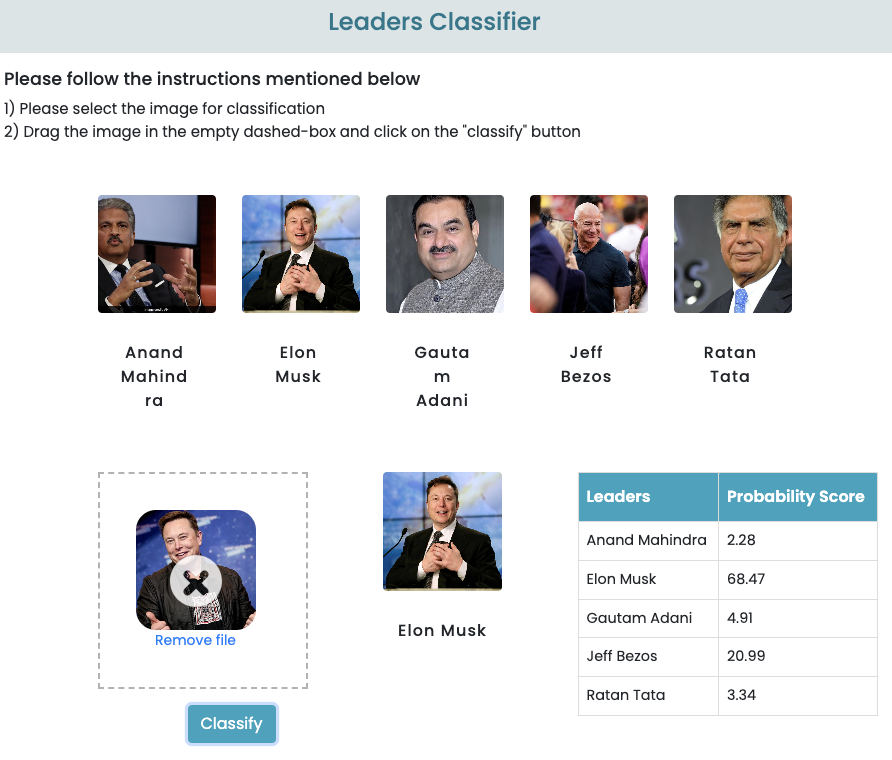 Leaders Classifier
Please follow the instructions mentioned below
1) Please select the image for classification
2) Drag the image in the empty dashed-box and click on the "classify" button
Anand
Mahind
ra
Elon
Musk
Gauta
m
Adani
Jeff
Bezos
Ratan
Tata
Remove file
Classify
Elon Musk
Leaders Probability Score
Anand Mahindra 2.28
Elon Musk 68.47
Gautam Adani 4.91
Jeff Bezos 20.99
Ratan Tata 3.34